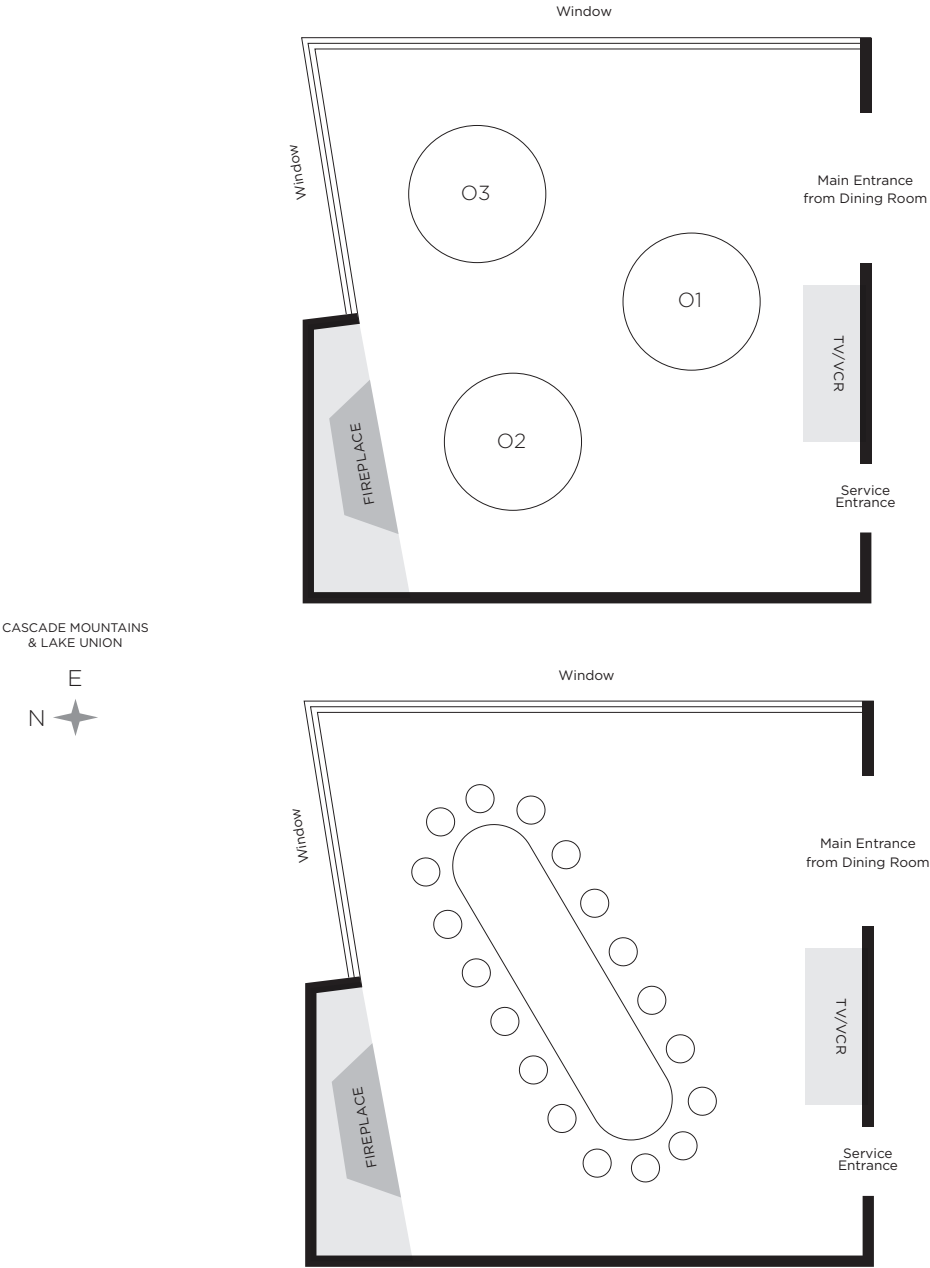 Window
Window
O3
Main Entrance
from Dining Room
O1
TV/VCR
O2
FIREPLACE
Service
Entrance
CASCADE MOUNTAINS
& LAKE UNION
E
N
Window
Window
Main Entrance
from Dining Room
TV/VCR
FIREPLACE
Service
Entrance